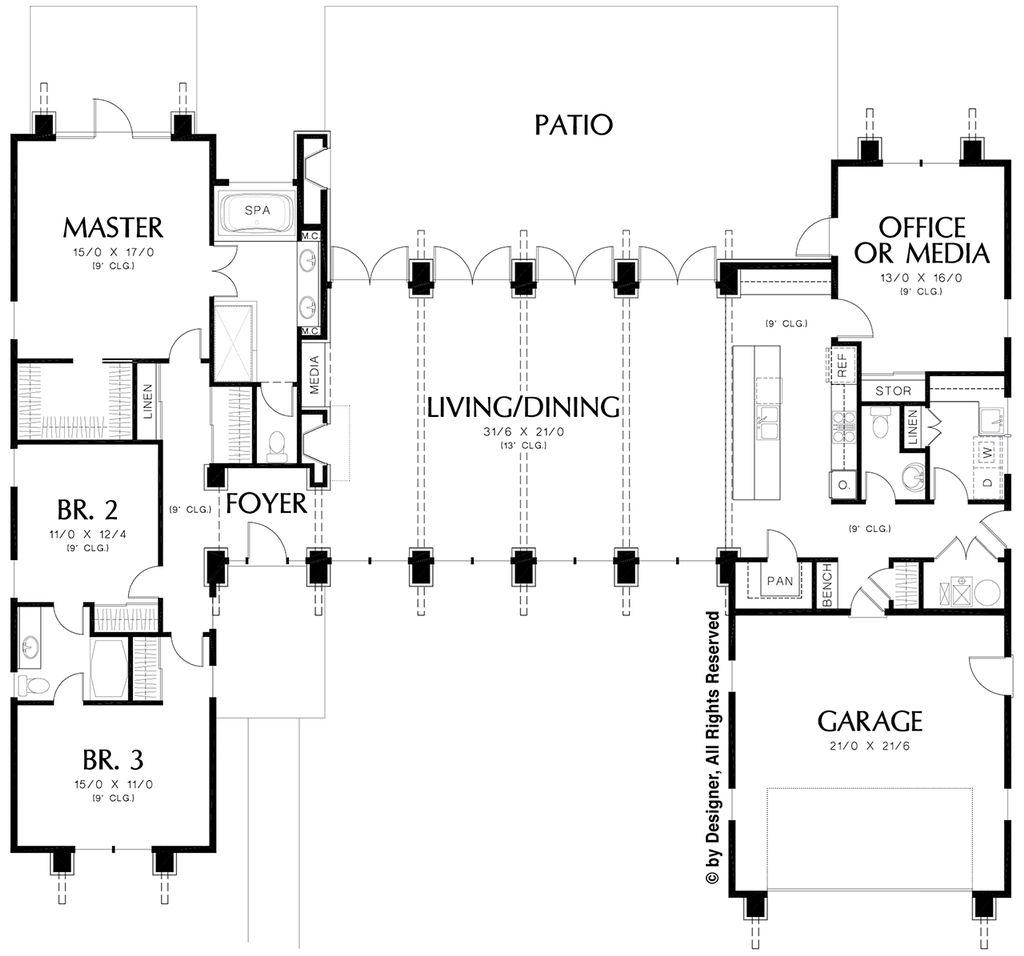 PATIO
MASTER
15/0 X 17/0
(9' CLG.)
SPA
M.C.
M.C.
OFFICE
OR MEDIA
13/0 X 16/0
(9' CLG.)
(9' CLG.)
REF
MEDIA
LINEN
STOR
LIVING/DINING
31/6 X 21/0
(13' CLG.)
LINEN
W
D
O.
BR. 2
11/0 X 12/4
(9' CLG.)
(9' CLG.)
FOYER
(9' CLG.)
PAN
BENCH
BR. 3
15/0 X 11/0
(9' CLG.)
GARAGE
21/0 X 21/6
© by Designer, All Rights Reserved